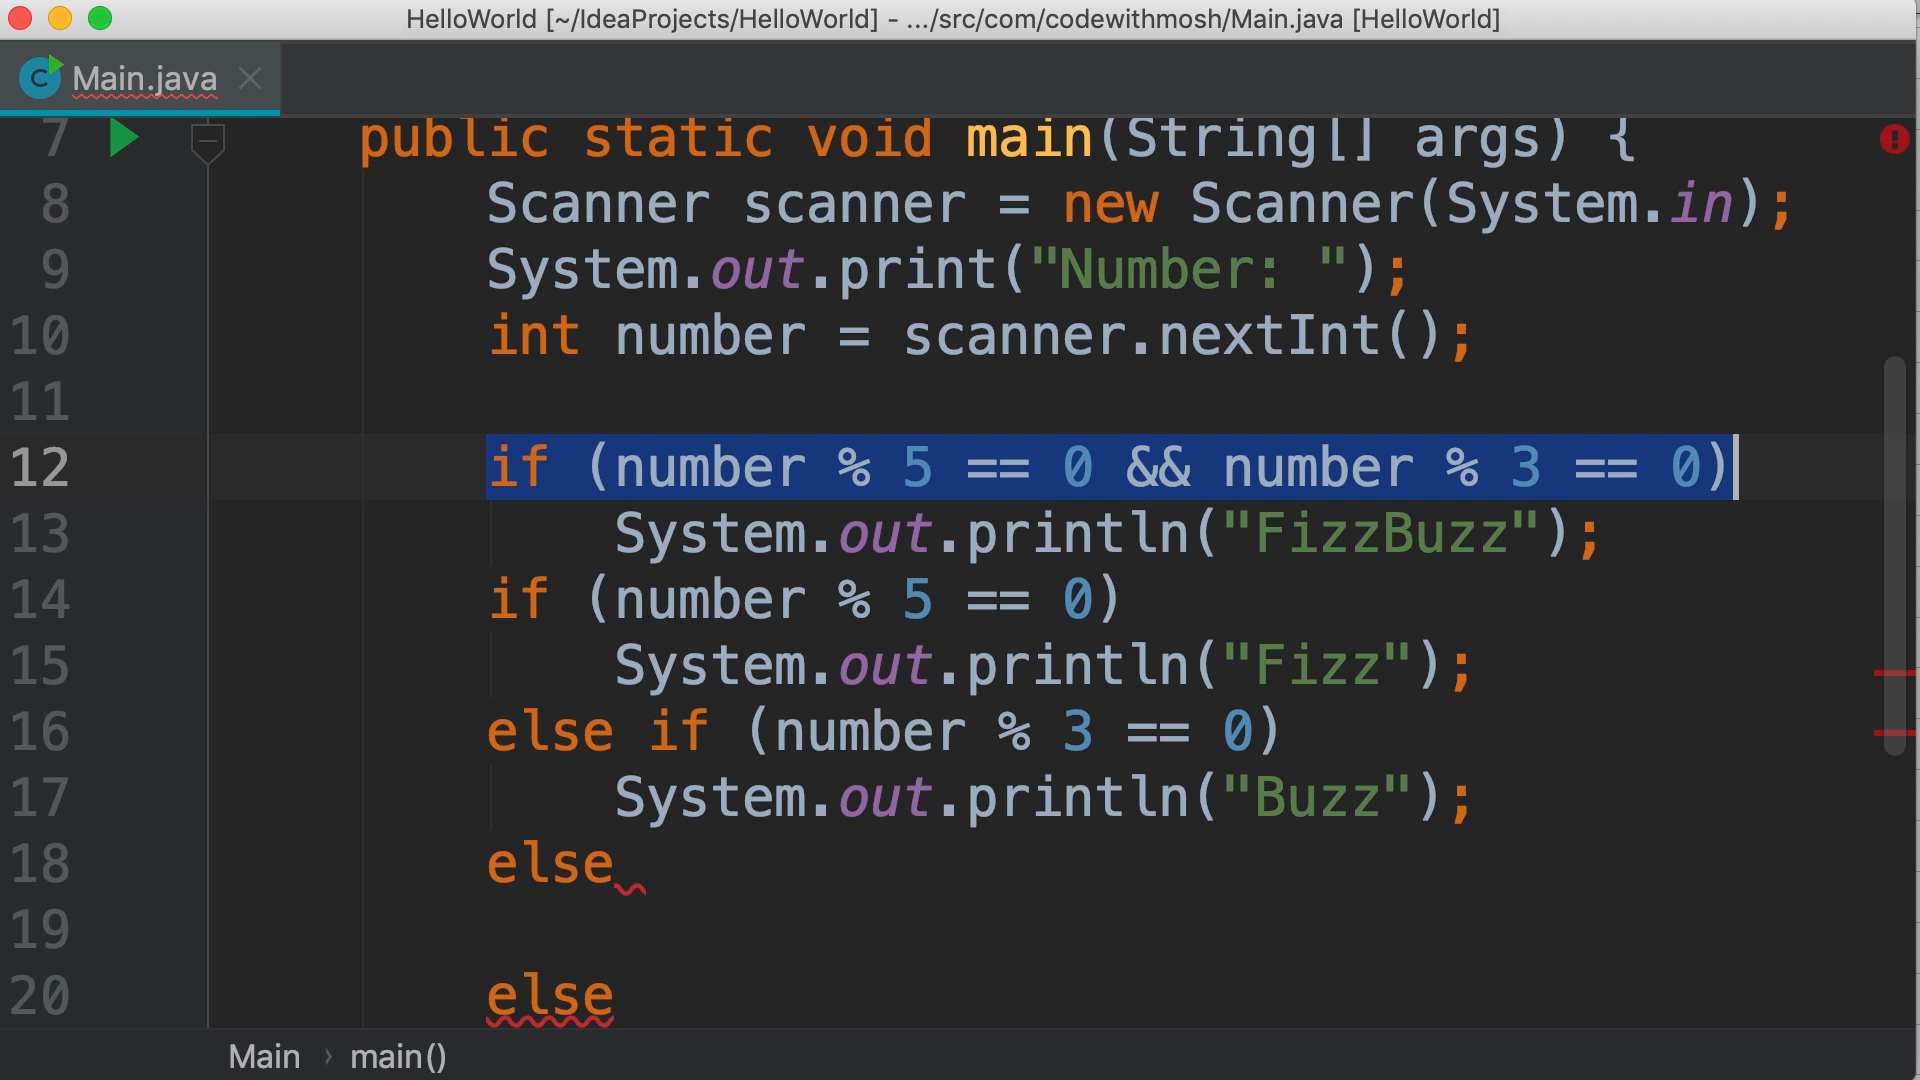 HelloWorld [~/IdeaProjects/HelloWorld] - .../src/com/codewithmosh/Main.java [HelloWorld]
C Main.java
7 public static void main(String[] args) {
8 Scanner scanner = new Scanner(System.in);
9 System.out.print("Number: ");
10 int number = scanner.nextInt();
11
12 if (number % 5 == 0 && number % 3 == 0)
13 System.out.println("FizzBuzz");
14 if (number % 5 == 0)
15 System.out.println("Fizz");
16 else if (number % 3 == 0)
17 System.out.println("Buzz");
18 else
19
20 else
Main › main()